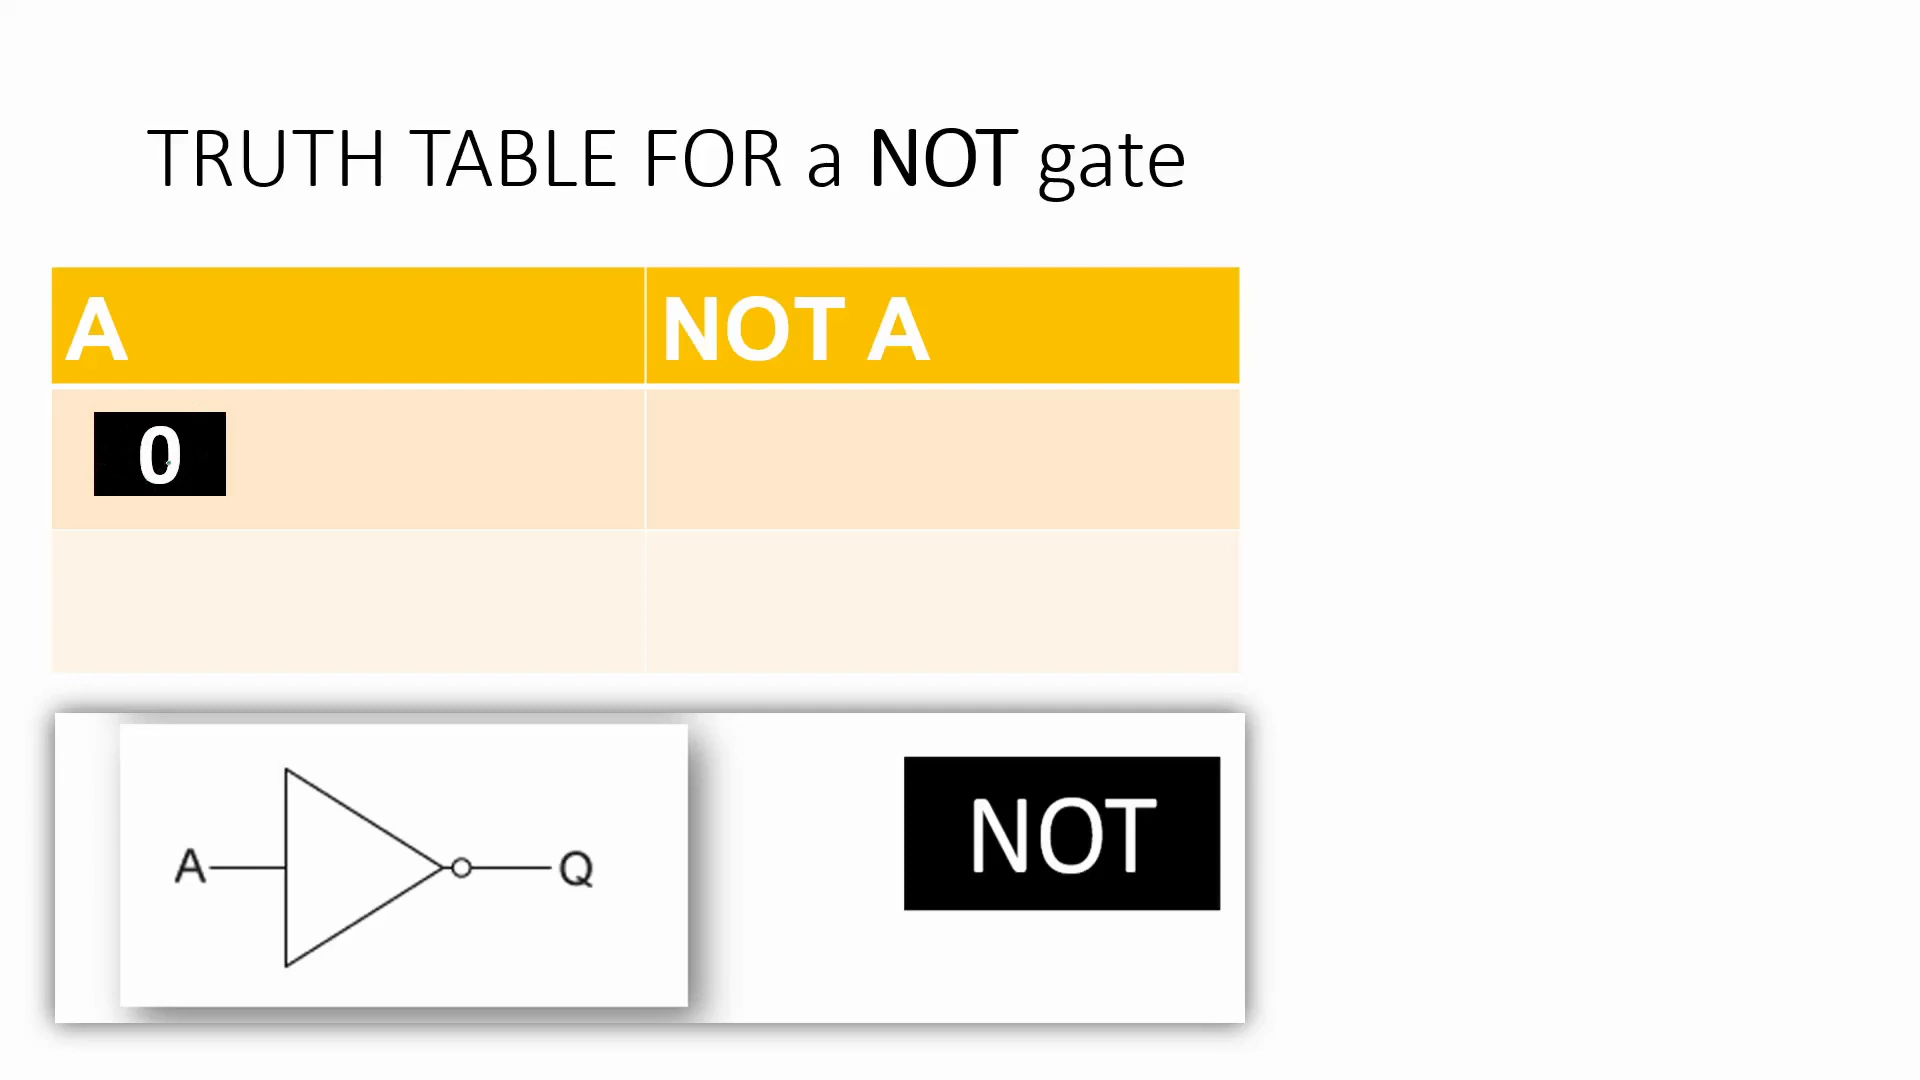 TRUTH TABLE FOR a NOT gate
A NOT A
0
A Q
NOT